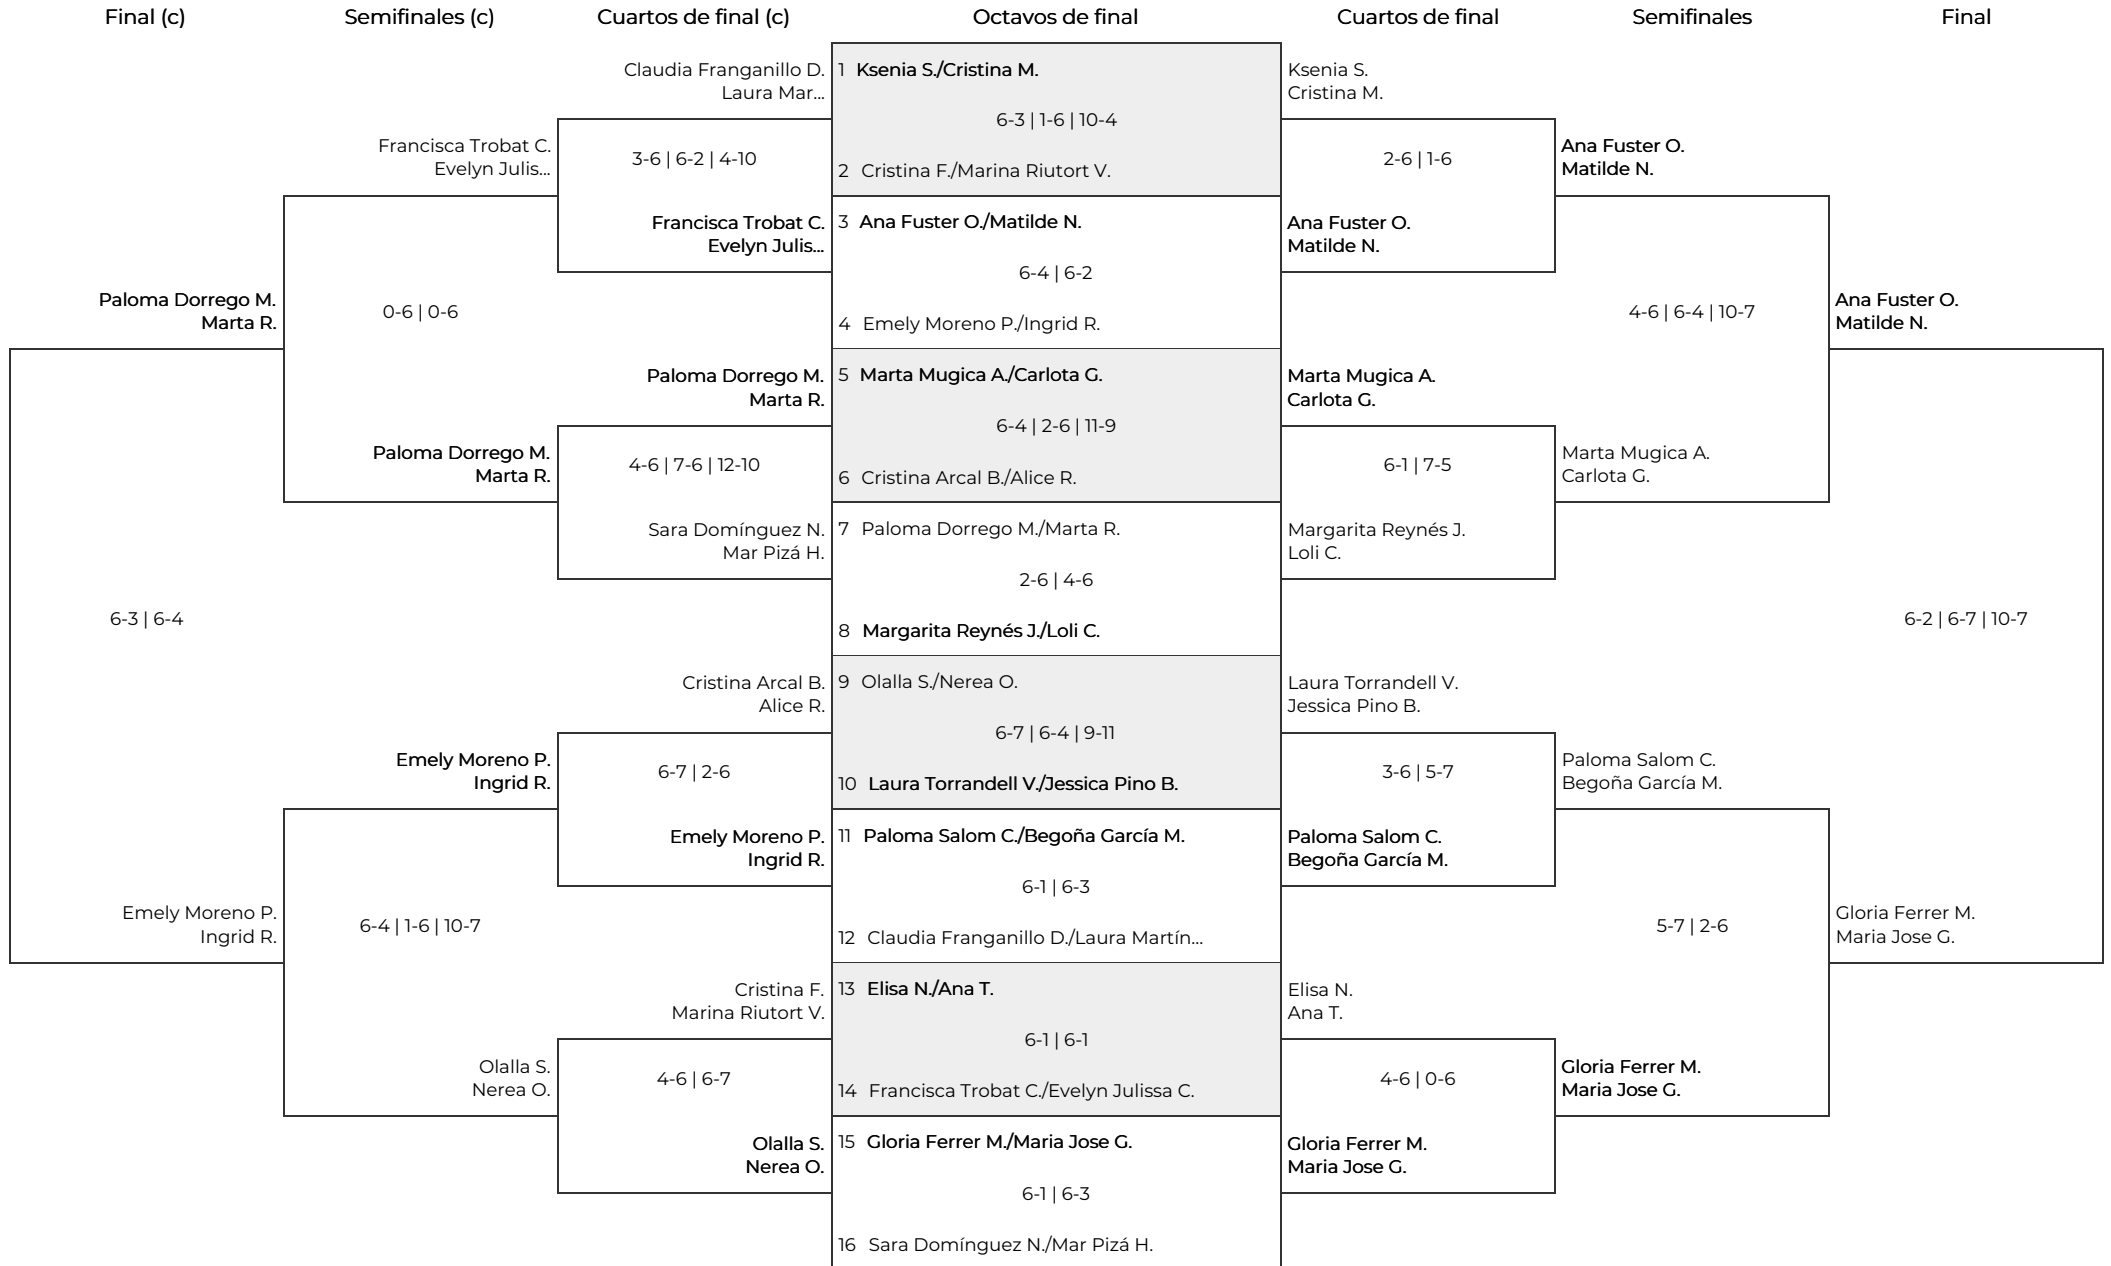 Final (c)
Semifinales (c)
Cuartos de final (c)
Octavos de final
Cuartos de final
Semifinales
Final
Paloma Dorrego M.
Marta R.
6-3 | 6-4
Emely Moreno P.
Ingrid R.
Francisca Trobat C.
Evelyn Julis...
0-6 | 0-6
Paloma Dorrego M.
Marta R.
Emely Moreno P.
Ingrid R.
6-4 | 1-6 | 10-7
Olalla S.
Nerea O.
Claudia Franganillo D.
Laura Mar...
3-6 | 6-2 | 4-10
Francisca Trobat C.
Evelyn Julis...
Paloma Dorrego M.
Marta R.
4-6 | 7-6 | 12-10
Sara Domínguez N.
Mar Pizá H.
Cristina Arcal B.
Alice R.
6-7 | 2-6
Emely Moreno P.
Ingrid R.
Cristina F.
Marina Riutort V.
4-6 | 6-7
Olalla S.
Nerea O.
1 Ksenia S./Cristina M.
6-3 | 1-6 | 10-4
2 Cristina F./Marina Riutort V.
3 Ana Fuster O./Matilde N.
6-4 | 6-2
4 Emely Moreno P./Ingrid R.
5 Marta Mugica A./Carlota G.
6-4 | 2-6 | 11-9
6 Cristina Arcal B./Alice R.
7 Paloma Dorrego M./Marta R.
2-6 | 4-6
8 Margarita Reynés J./Loli C.
9 Olalla S./Nerea O.
6-7 | 6-4 | 9-11
10 Laura Torrandell V./Jessica Pino B.
11 Paloma Salom C./Begoña García M.
6-1 | 6-3
12 Claudia Franganillo D./Laura Martín...
13 Elisa N./Ana T.
6-1 | 6-1
14 Francisca Trobat C./Evelyn Julissa C.
15 Gloria Ferrer M./Maria Jose G.
6-1 | 6-3
16 Sara Domínguez N./Mar Pizá H.
Ksenia S.
Cristina M.
2-6 | 1-6
Ana Fuster O.
Matilde N.
Marta Mugica A.
Carlota G.
6-1 | 7-5
Margarita Reynés J.
Loli C.
Laura Torrandell V.
Jessica Pino B.
3-6 | 5-7
Paloma Salom C.
Begoña García M.
Elisa N.
Ana T.
4-6 | 0-6
Gloria Ferrer M.
Maria Jose G.
Ana Fuster O.
Matilde N.
4-6 | 6-4 | 10-7
Marta Mugica A.
Carlota G.
Paloma Salom C.
Begoña García M.
5-7 | 2-6
Gloria Ferrer M.
Maria Jose G.
Ana Fuster O.
Matilde N.
6-2 | 6-7 | 10-7
Gloria Ferrer M.
Maria Jose G.